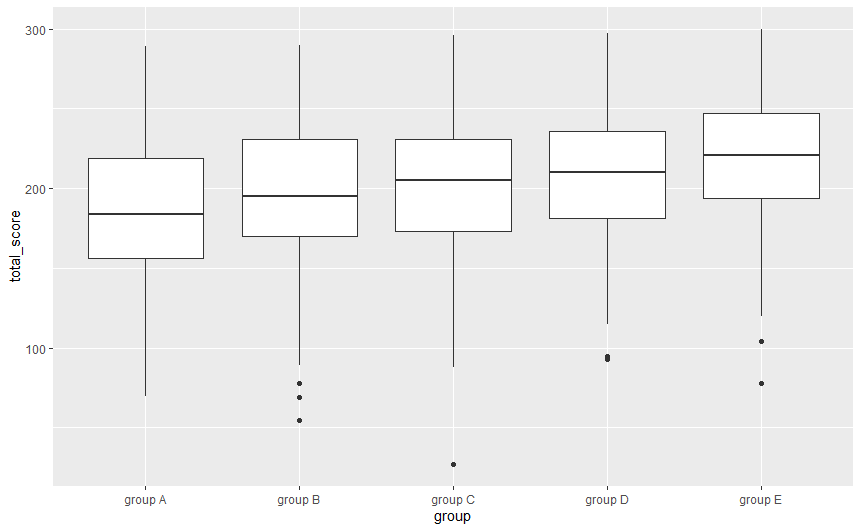 300
200
100
total_score
group A
group B
group C
group D
group E
group